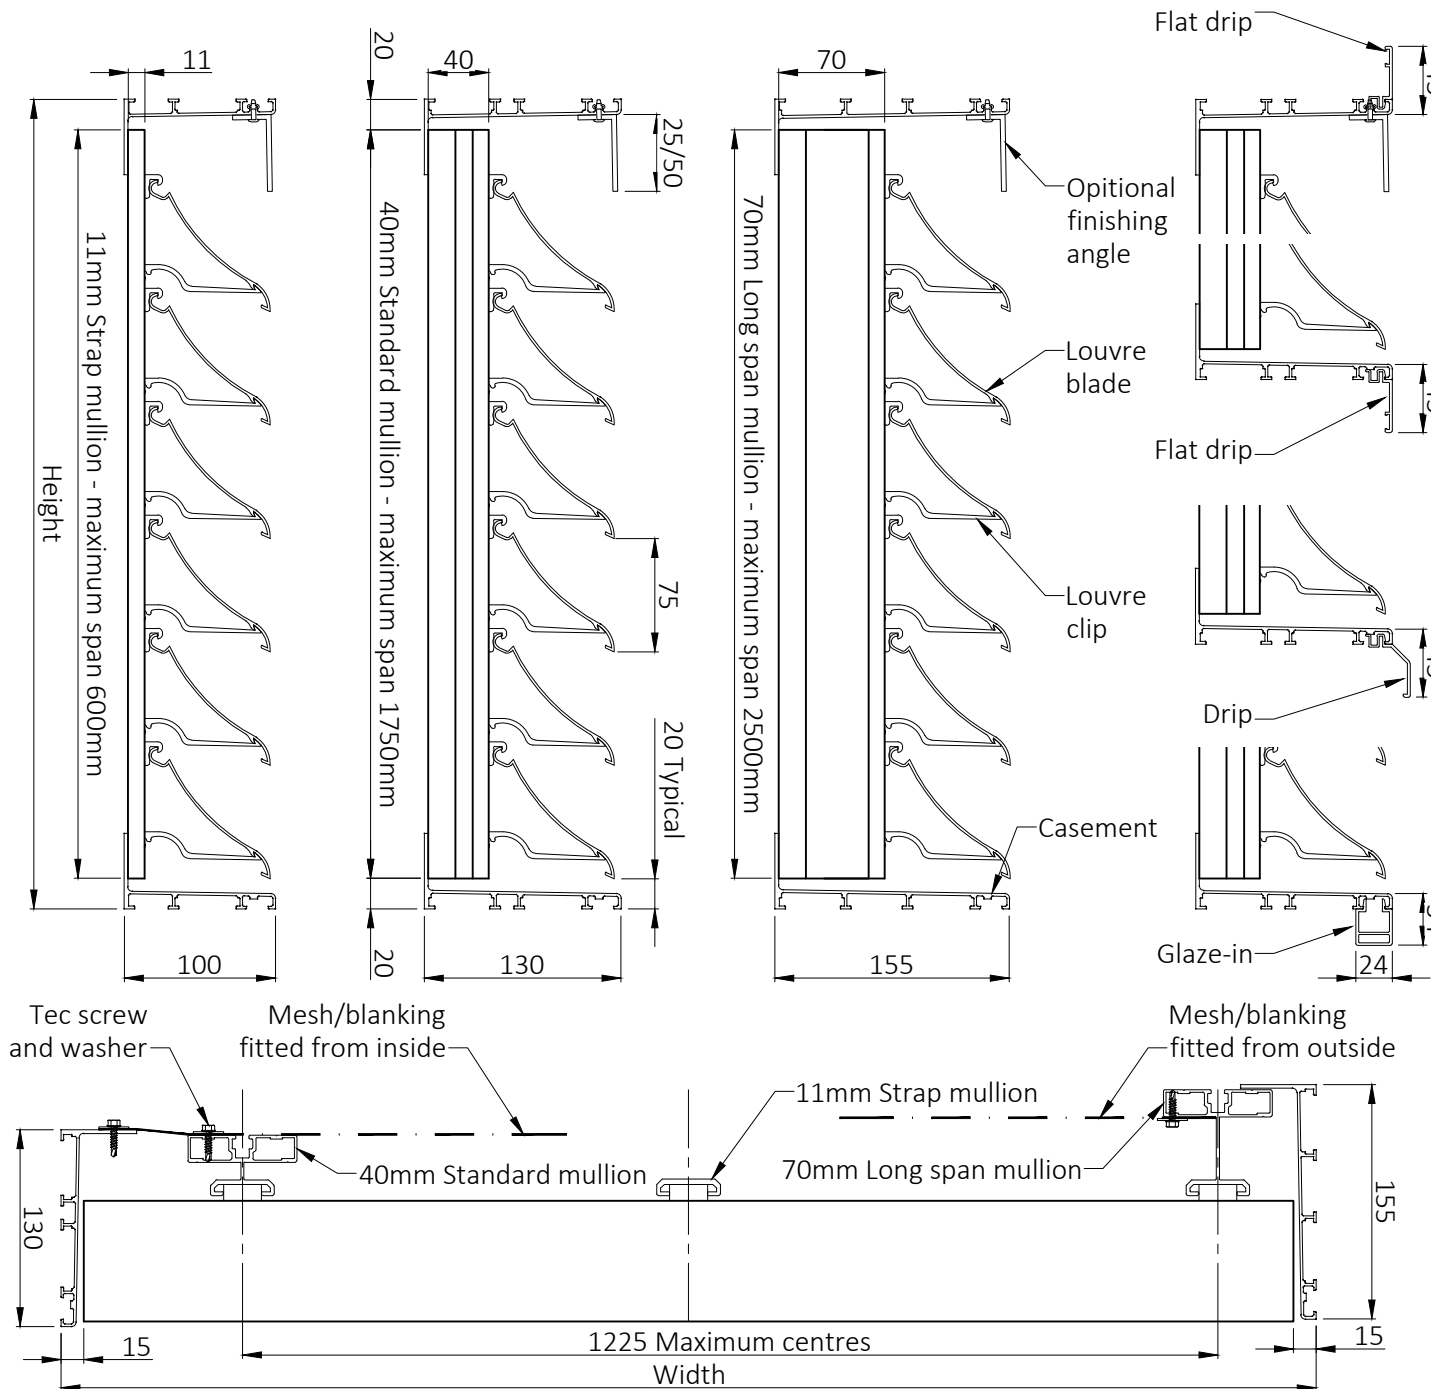 Flat drip
20
11
40
70
25/50
Opitional
finishing
angle
11mm Strap mullion - maximum span 600mm
40mm Standard mullion - maximum span 1750mm
70mm Long span mullion - maximum span 2500mm
Louvre
blade
Flat drip
Height
75
Louvre
clip
Drip
20 Typical
Casement
Glaze-in
24
100
20
130
155
Tec screw
and washer
Mesh/blanking
fitted from inside
Mesh/blanking
fitted from outside
11mm Strap mullion
40mm Standard mullion
70mm Long span mullion
130
155
15
1225 Maximum centres
15
Width